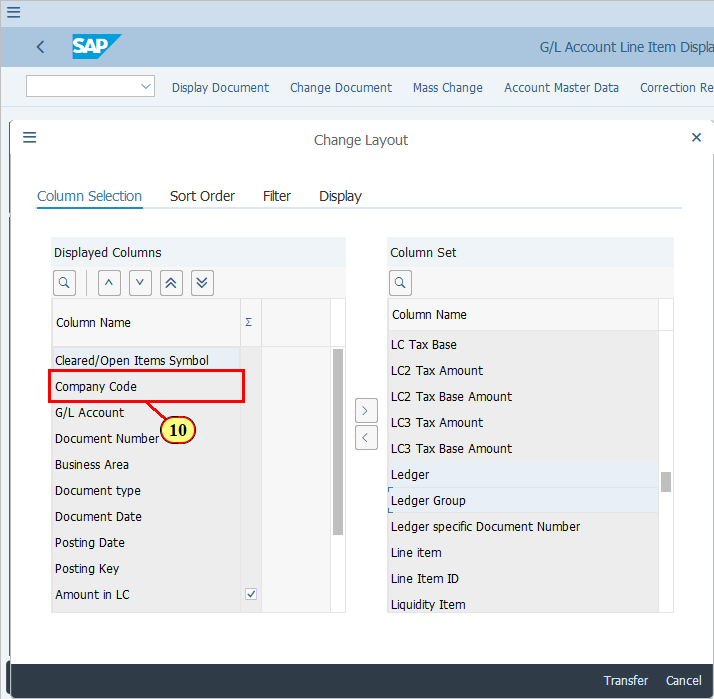 SAP
G/L Account Line Item Displa
Display Document Change Document Mass Change Account Master Data Correction Re
Change Layout
Column Selection Sort Order Filter Display
Displayed Columns
Column Name Σ
Cleared/Open Items Symbol
Company Code
G/L Account
Document Number
10
Business Area
Document type
Document Date
Posting Date
Posting Key
Amount in LC
Column Set
Column Name
LC Tax Base
LC2 Tax Amount
LC2 Tax Base Amount
LC3 Tax Amount
LC3 Tax Base Amount
Ledger
Ledger Group
Ledger specific Document Number
Line item
Line Item ID
Liquidity Item
Transfer Cancel